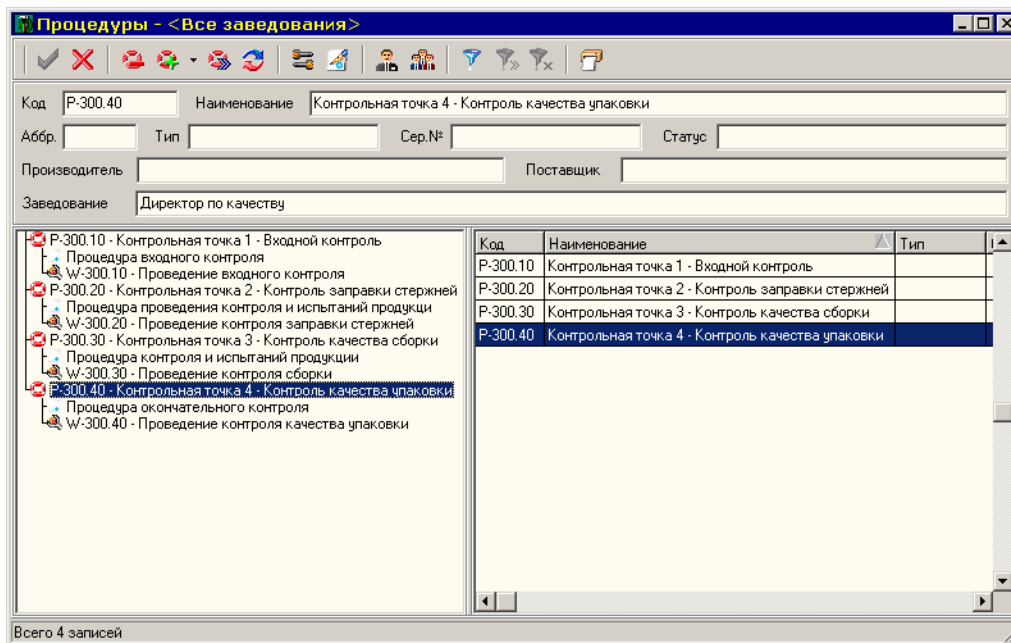 Процедуры - <Все заведования>
Код P-300.40 Наименование Контрольная точка 4 - Контроль качества упаковки
Аббр. Тип Сер.№ Статус
Производитель Поставщик
Заведование Директор по качеству
P-300.10 - Контрольная точка 1 - Входной контроль
Процедура входного контроля
W-300.10 - Проведение входного контроля
P-300.20 - Контрольная точка 2 - Контроль заправки стержней
Процедура проведения контроля и испытаний продукци
W-300.20 - Проведение контроля заправки стержней
P-300.30 - Контрольная точка 3 - Контроль качества сборки
Процедура контроля и испытаний продукции
W-300.30 - Проведение контроля сборки
P-300.40 - Контрольная точка 4 - Контроль качества упаковки
Процедура окончательного контроля
W-300.40 - Проведение контроля качества упаковки
Код Наименование Тип
P-300.10 Контрольная точка 1 - Входной контроль
P-300.20 Контрольная точка 2 - Контроль заправки стержней
P-300.30 Контрольная точка 3 - Контроль качества сборки
P-300.40 Контрольная точка 4 - Контроль качества упаковки
Всего 4 записей